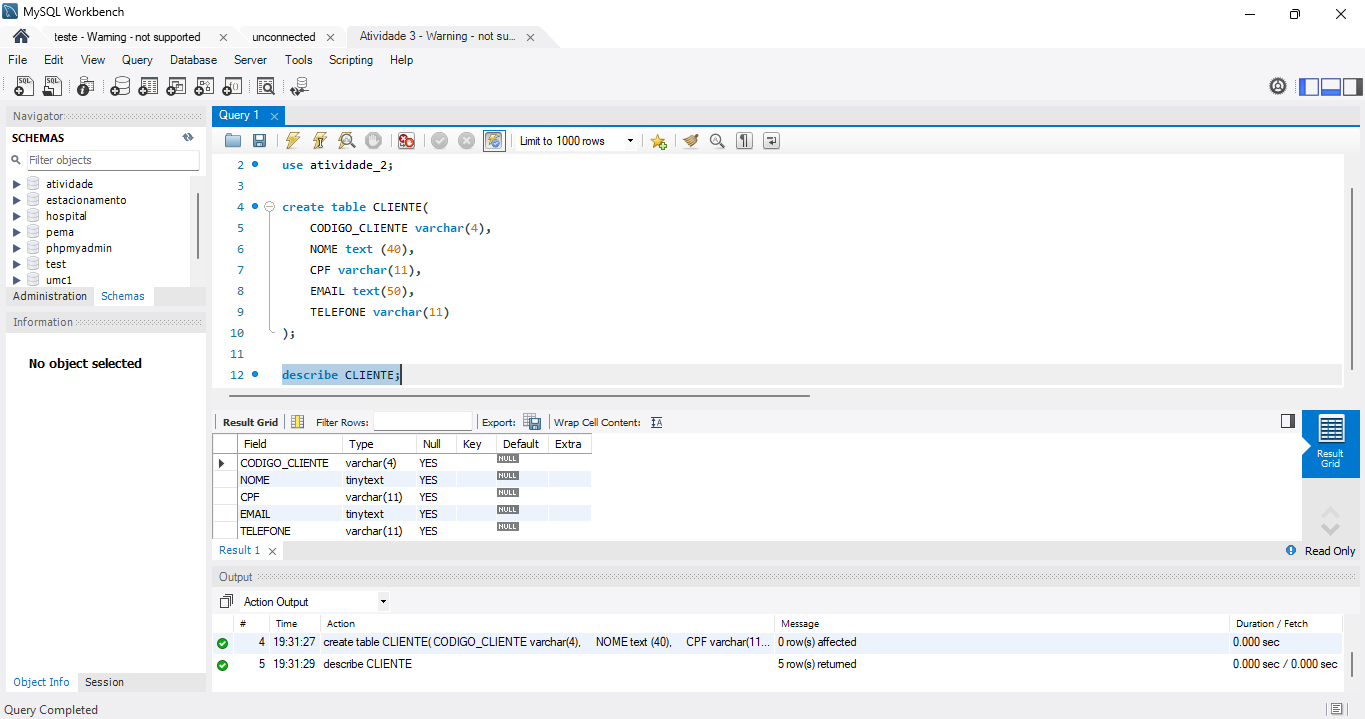 MySQL Workbench
teste - Warning - not supported
unconnected
Atividade 3 - Warning - not su...
File Edit View Query Database Server Tools Scripting Help
Navigator
SCHEMAS
Filter objects
atividade
estacionamento
hospital
pema
phpmyadmin
test
umc1
Administration Schemas
Information
No object selected
Object Info Session
Query 1
Limit to 1000 rows
2 use atividade_2;
3
4 create table CLIENTE(
5 CODIGO_CLIENTE varchar(4),
6 NOME text (40),
7 CPF varchar(11),
8 EMAIL text(50),
9 TELEFONE varchar(11)
10 );
11
12 describe CLIENTE;
Result Grid Filter Rows: Export: Wrap Cell Content:
Field Type Null Key Default Extra
CODIGO_CLIENTE varchar(4) YES NULL
NOME tinytext YES NULL
CPF varchar(11) YES NULL
EMAIL tinytext YES NULL
TELEFONE varchar(11) YES NULL
Result
Grid
Result 1
Read Only
Output
Action Output
# Time Action Message Duration / Fetch
4 19:31:27 create table CLIENTE( CODIGO_CLIENTE varchar(4), NOME text (40), CPF varchar(11... 0 row(s) affected 0.000 sec
5 19:31:29 describe CLIENTE 5 row(s) returned 0.000 sec / 0.000 sec
Query Completed